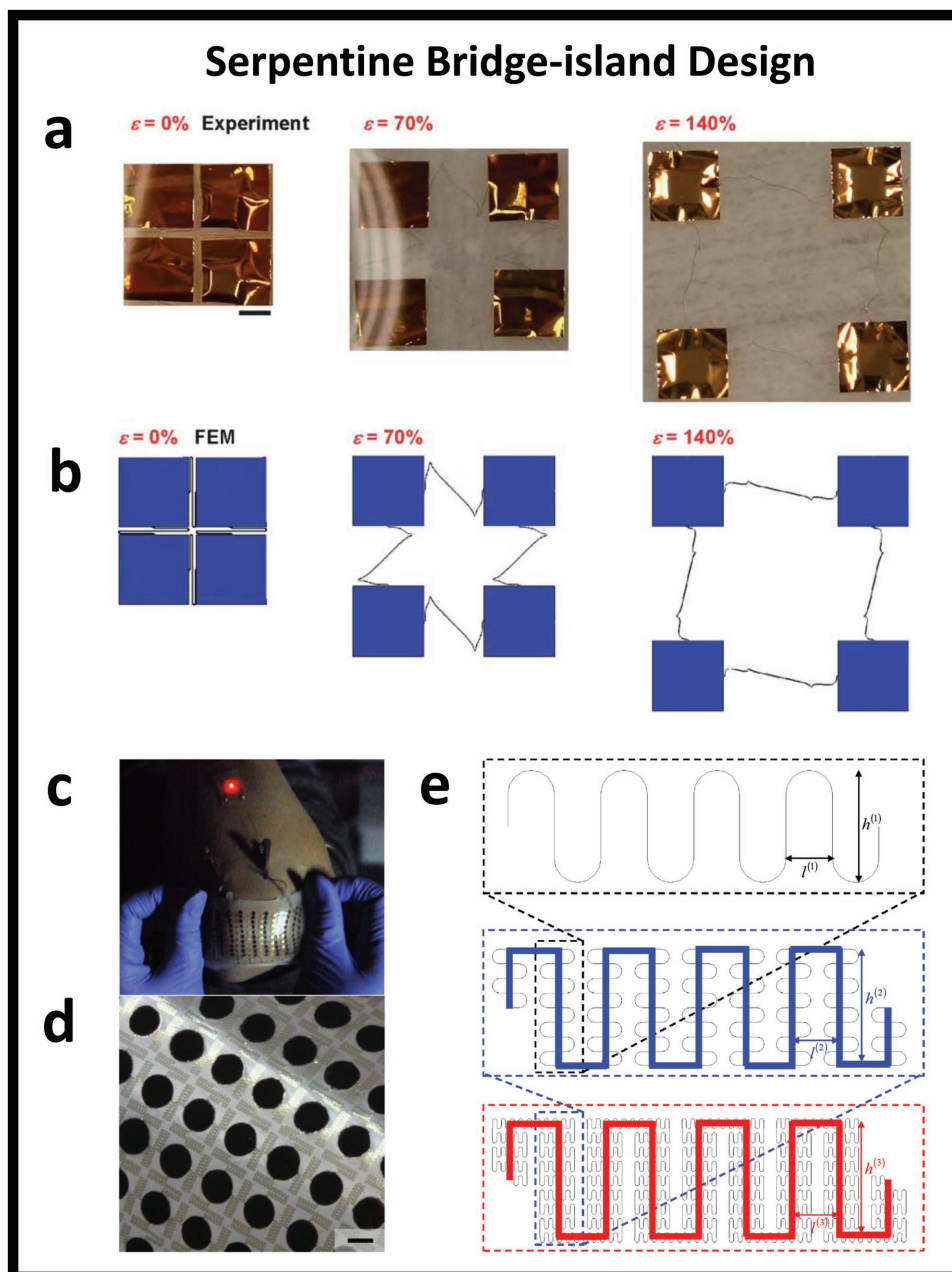 Serpentine Bridge-island Design
a
ε = 0% Experiment
ε = 70%
ε = 140%
b
ε = 0% FEM
ε = 70%
ε = 140%
c
d
e
h(1)
l(1)
h(2)
l(2)
h(3)
l(3)